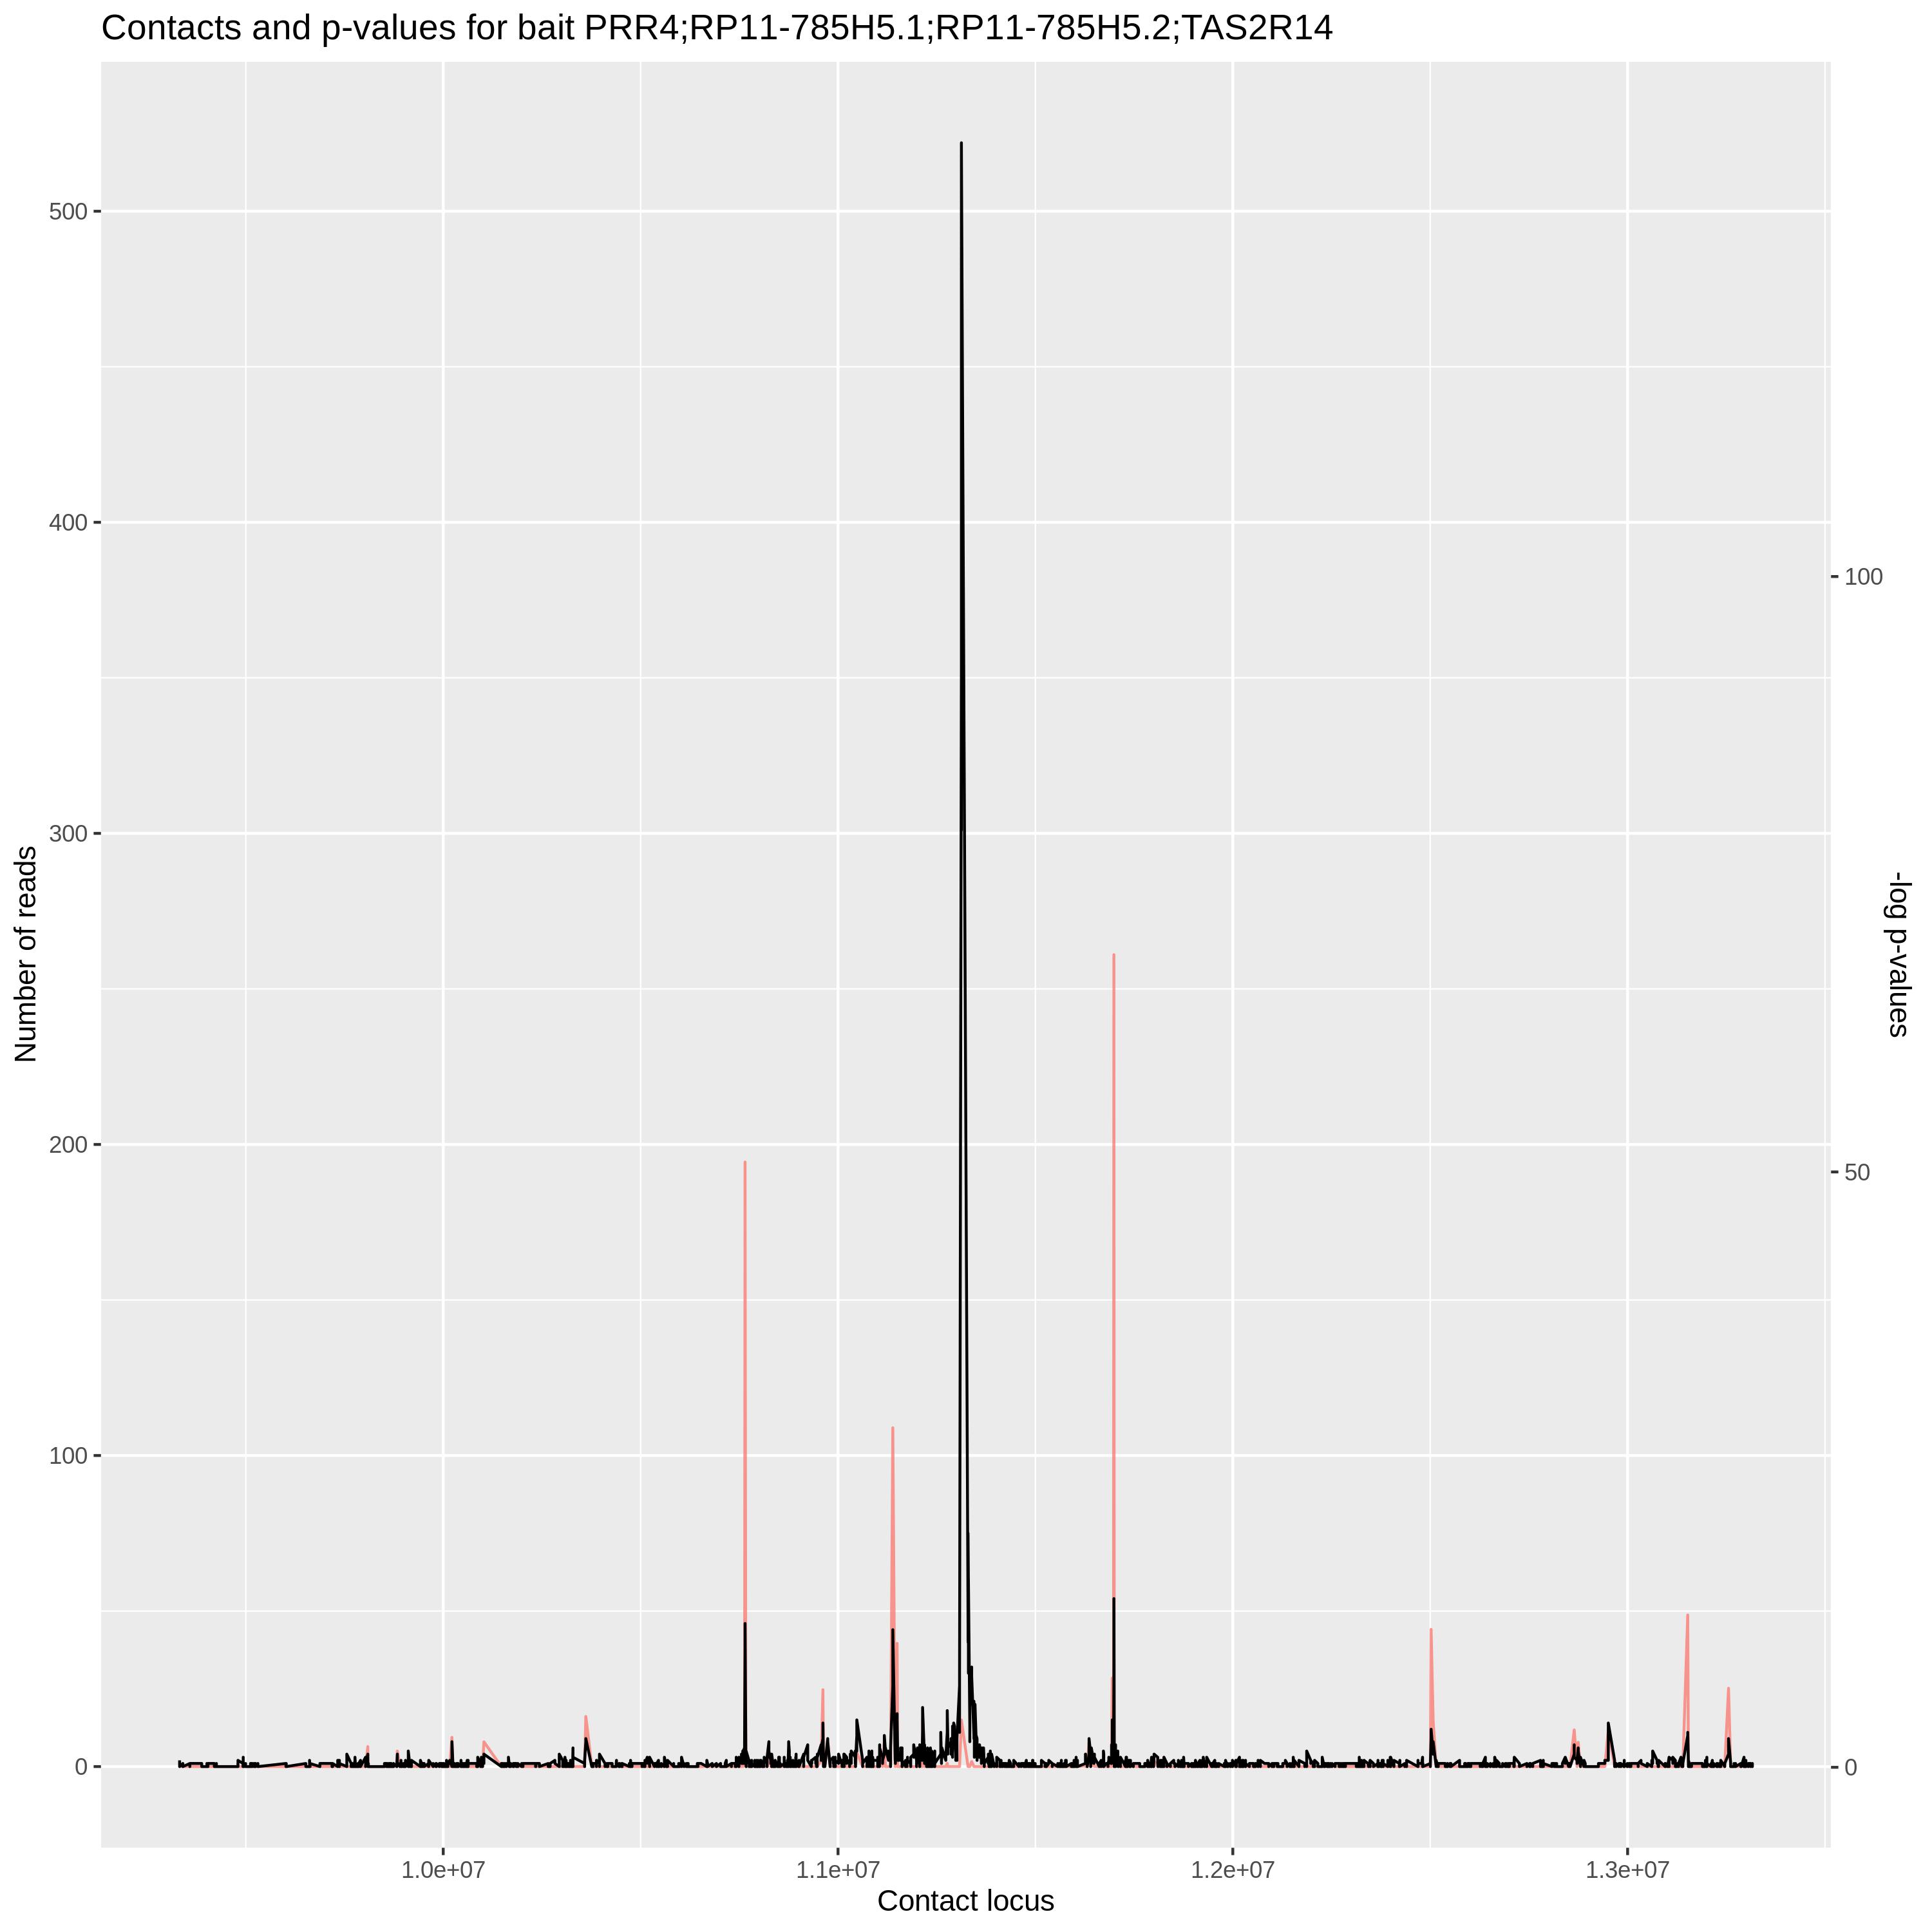 Contacts and p-values for bait PRR4;RP11-785H5.1;RP11-785H5.2;TAS2R14
500
400
300
200
100
0
Number of reads
100
50
0
-log p-values
1.0e+07
1.1e+07
1.2e+07
1.3e+07
Contact locus